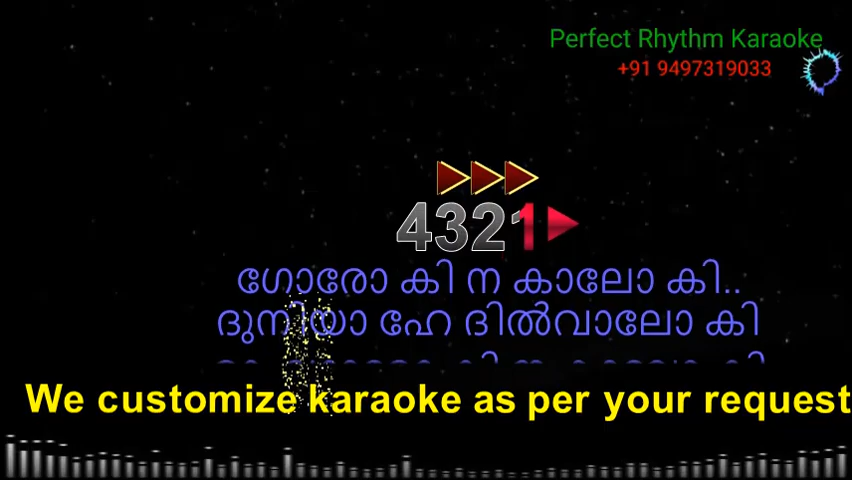 Perfect Rhythm Karaoke
+91 9497319033
4321
ഗോരോ കി ന കാലോ കി..
ദുനിയാ ഹേ ദിൽവാലോ കി
We customize karaoke as per your request